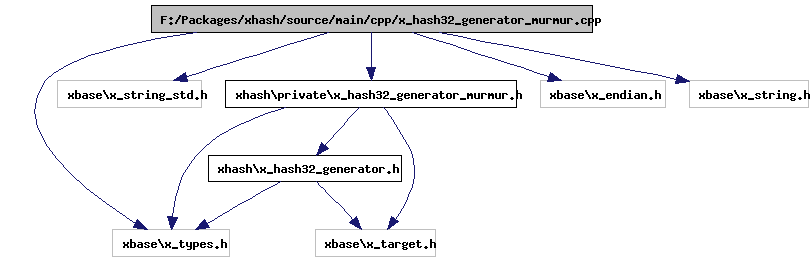 F:/Packages/xhash/source/main/cpp/x_hash32_generator_murmur.cpp
xbase\x_string_std.h
xhash\private\x_hash32_generator_murmur.h
xbase\x_endian.h
xbase\x_string.h
xhash\x_hash32_generator.h
xbase\x_types.h
xbase\x_target.h